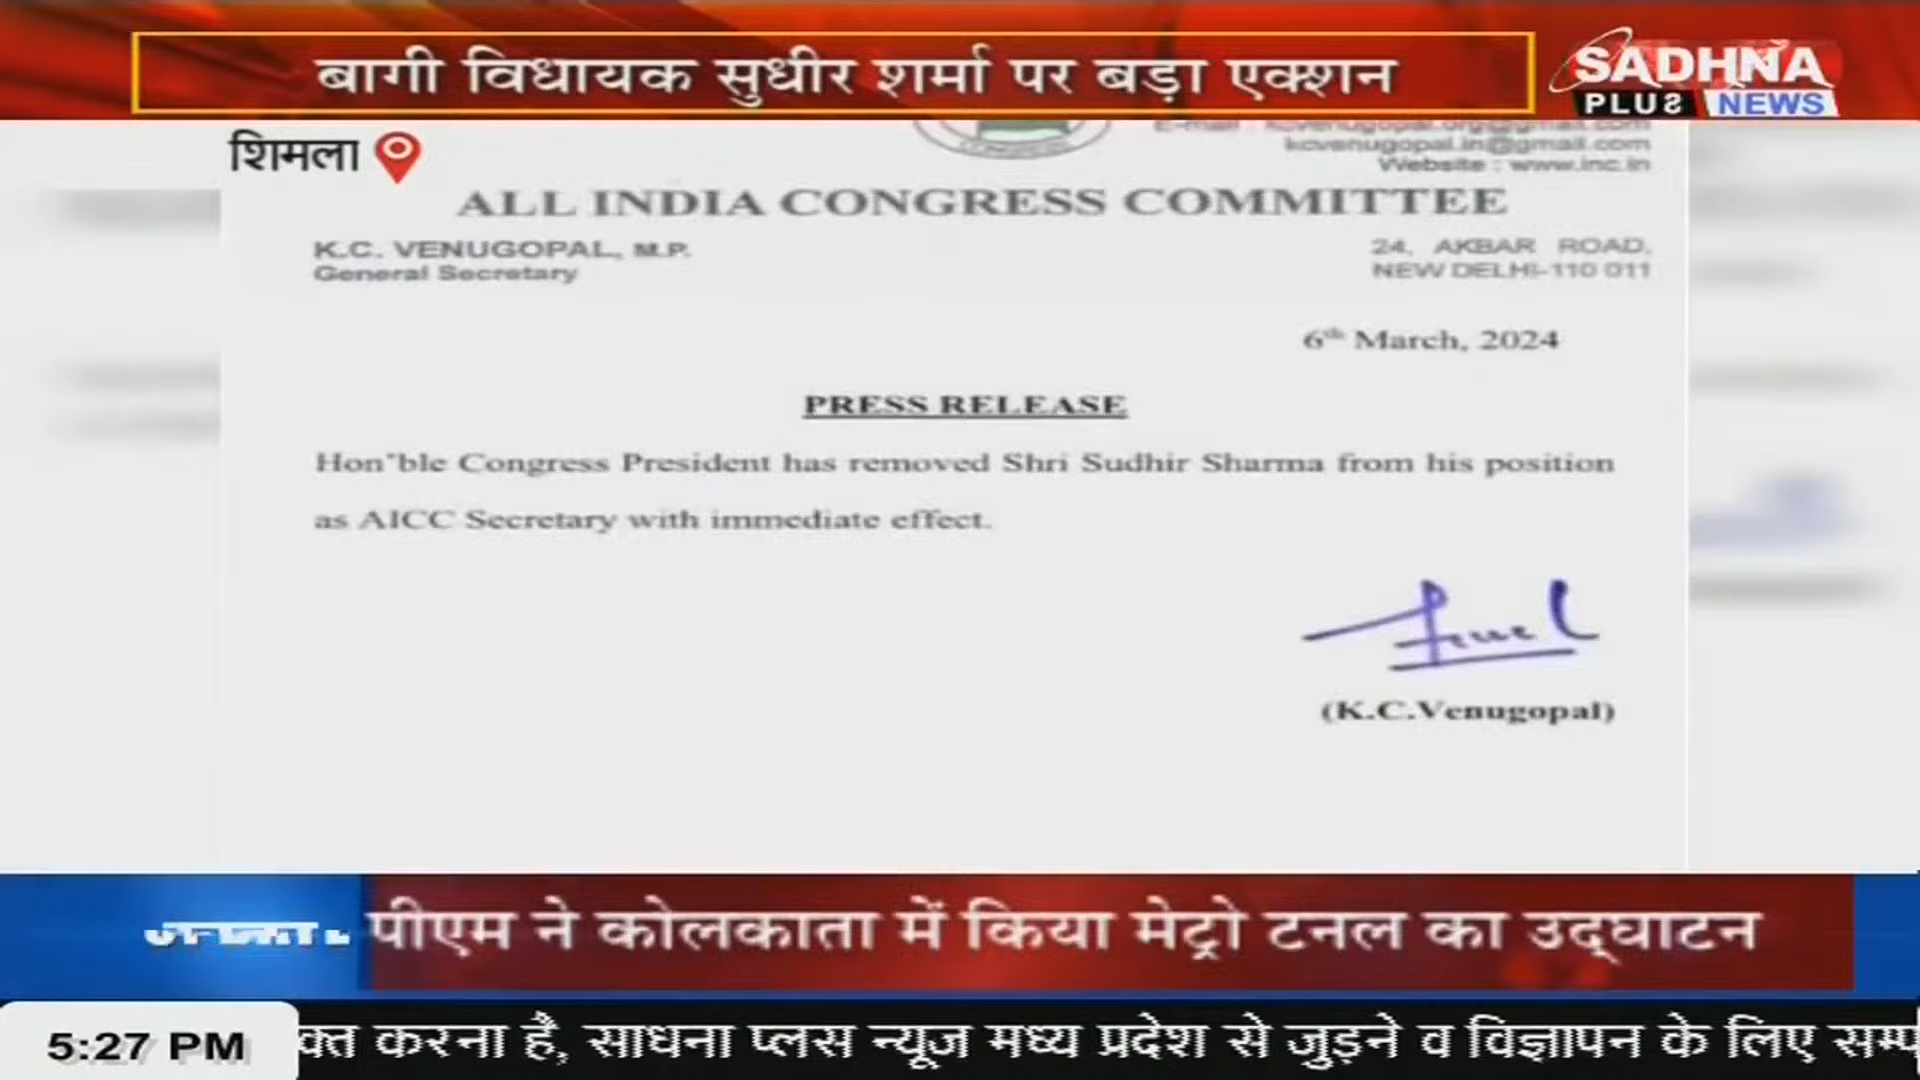 बागी विधायक सुधीर शर्मा पर बड़ा एक्शन
SADHNA
PLUS NEWS
शिमला
kcvenugopal.in@gmail.com
Website : www.inc.in
ALL INDIA CONGRESS COMMITTEE
K.C. VENUGOPAL, M.P.
General Secretary
24, AKBAR ROAD,
NEW DELHI-110 011
6th March, 2024
PRESS RELEASE
Hon'ble Congress President has removed Shri Sudhir Sharma from his position
as AICC Secretary with immediate effect.
(K.C.Venugopal)
पीएम ने कोलकाता में किया मेट्रो टनल का उद्घाटन
5:27 PM
करना है, साधना प्लस न्यूज मध्य प्रदेश से जुड़ने व विज्ञापन के लिए